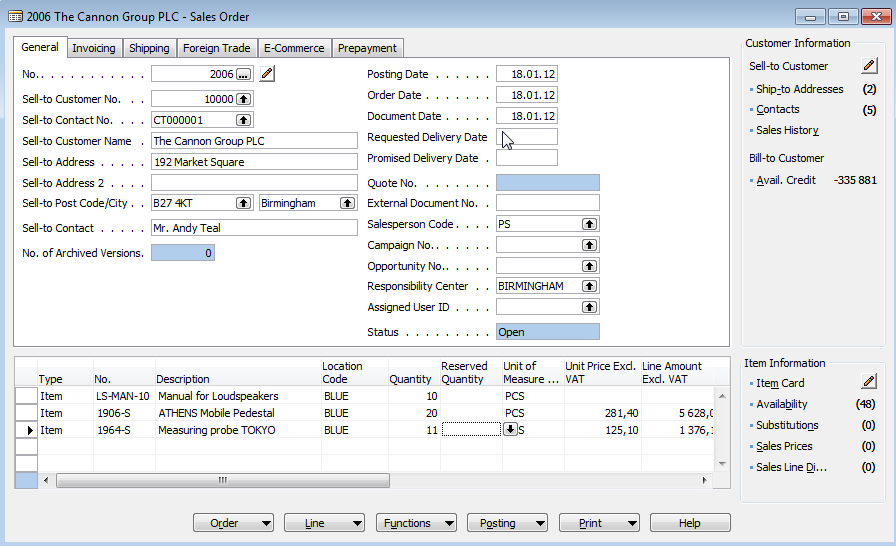 2006 The Cannon Group PLC - Sales Order
General Invoicing Shipping Foreign Trade E-Commerce Prepayment
No. . . . . . . . . . . . 2006 ...
Sell-to Customer No. . . . 10000
Sell-to Contact No. . . . . CT000001
Sell-to Customer Name . The Cannon Group PLC
Sell-to Address . . . . . 192 Market Square
Sell-to Address 2 . . . .
Sell-to Post Code/City . . B27 4KT Birmingham
Sell-to Contact . . . . . Mr. Andy Teal
No. of Archived Versions. 0
Posting Date . . . . . . 18.01.12
Order Date . . . . . . . 18.01.12
Document Date . . . . . 18.01.12
Requested Delivery Date
Promised Delivery Date .
Quote No. . . . . . . . .
External Document No. . .
Salesperson Code . . . . PS
Campaign No. . . . . . .
Opportunity No. . . . . .
Responsibility Center . . BIRMINGHAM
Assigned User ID . . . .
Status . . . . . . . . . Open
Customer Information
Sell-to Customer
Ship-to Addresses (2)
Contacts (5)
Sales History
Bill-to Customer
Avail. Credit -335 881
Type No. Description Location Code Quantity Reserved Quantity Unit of Measure ... Unit Price Excl. VAT Line Amount Excl. VAT
Item LS-MAN-10 Manual for Loudspeakers BLUE 10 PCS
Item 1906-S ATHENS Mobile Pedestal BLUE 20 PCS 281,40 5 628,0
Item 1964-S Measuring probe TOKYO BLUE 11 S 125,10 1 376,1
Item Information
Item Card
Availability (48)
Substitutions (0)
Sales Prices (0)
Sales Line Di... (0)
Order Line Functions Posting Print Help